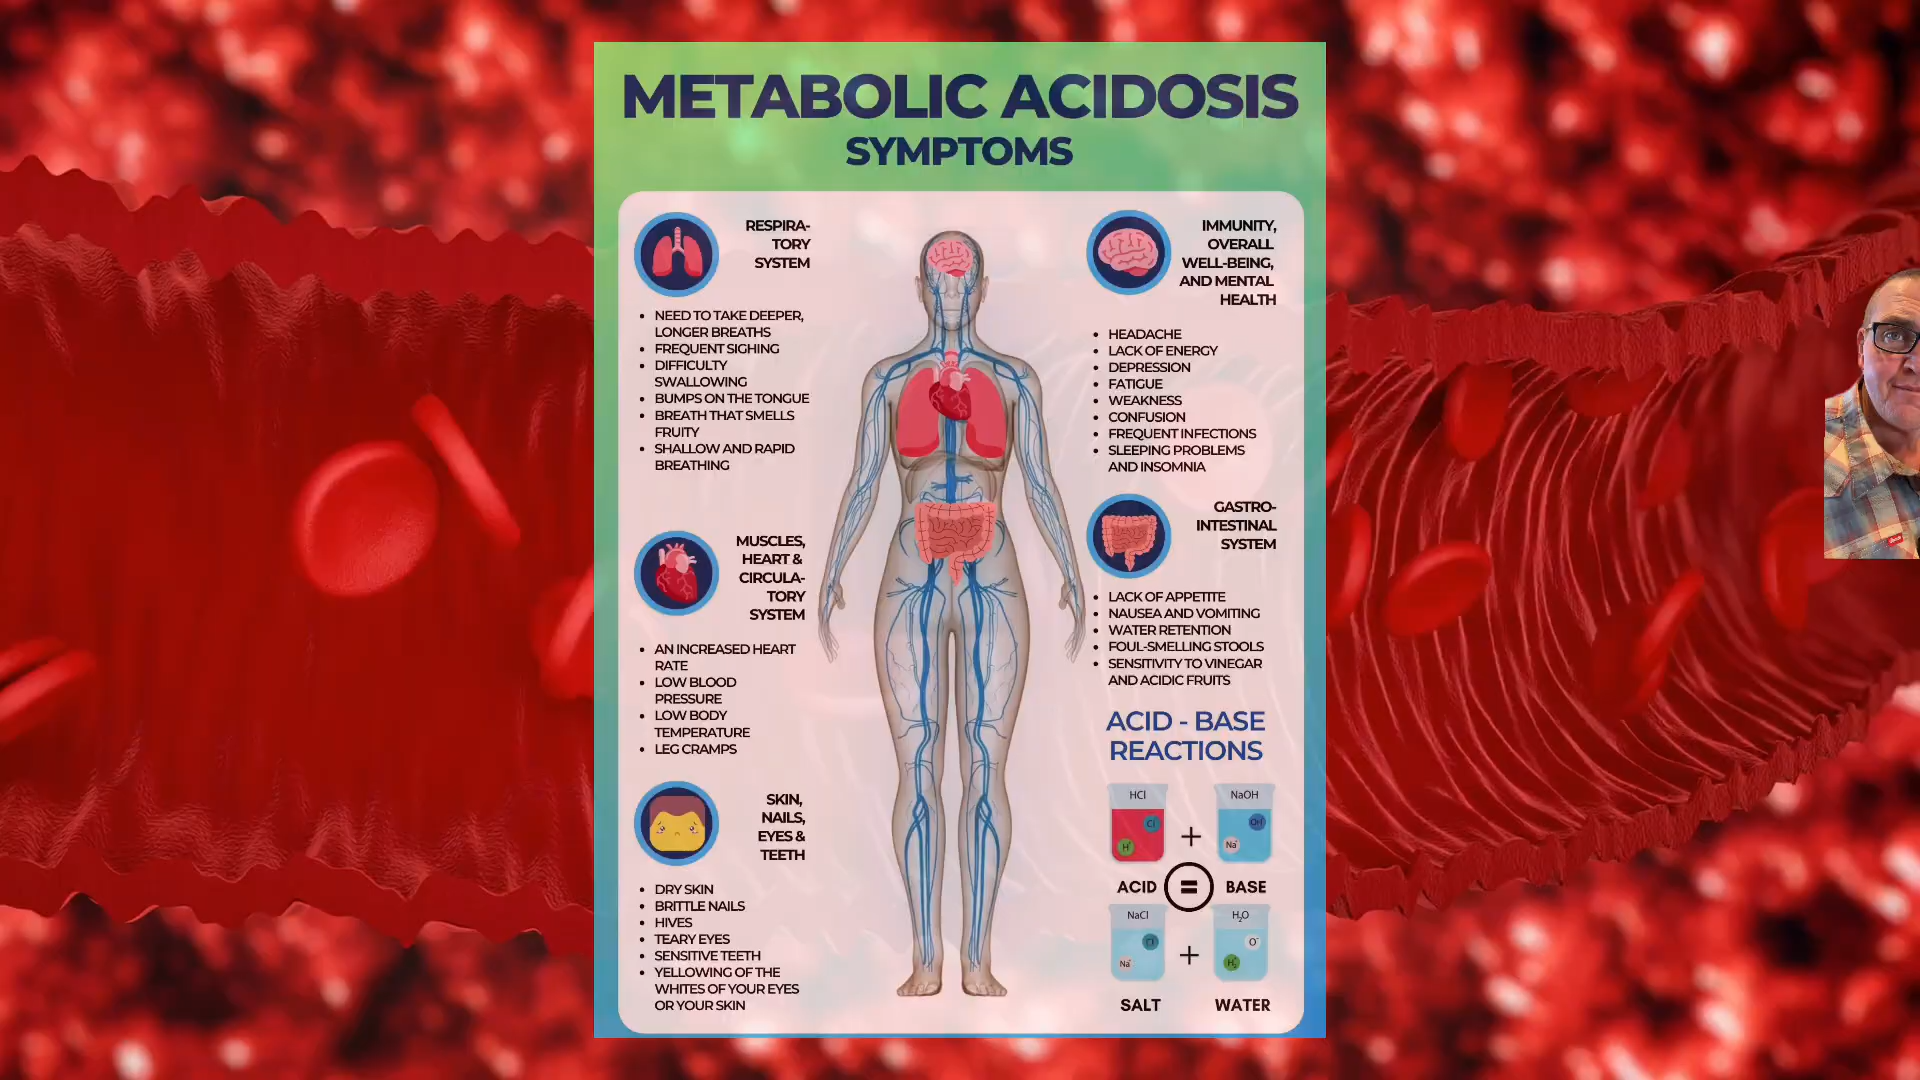 METABOLIC ACIDOSIS
SYMPTOMS
RESPIRA-
TORY
SYSTEM
NEED TO TAKE DEEPER,
LONGER BREATHS
FREQUENT SIGHING
DIFFICULTY
SWALLOWING
BUMPS ON THE TONGUE
BREATH THAT SMELLS
FRUITY
SHALLOW AND RAPID
BREATHING
MUSCLES,
HEART &
CIRCULA-
TORY
SYSTEM
AN INCREASED HEART
RATE
LOW BLOOD
PRESSURE
LOW BODY
TEMPERATURE
LEG CRAMPS
SKIN,
NAILS,
EYES &
TEETH
DRY SKIN
BRITTLE NAILS
HIVES
TEARY EYES
SENSITIVE TEETH
YELLOWING OF THE
WHITES OF YOUR EYES
OR YOUR SKIN
IMMUNITY,
OVERALL
WELL-BEING,
AND MENTAL
HEALTH
HEADACHE
LACK OF ENERGY
DEPRESSION
FATIGUE
WEAKNESS
CONFUSION
FREQUENT INFECTIONS
SLEEPING PROBLEMS
AND INSOMNIA
GASTRO-
INTESTINAL
SYSTEM
LACK OF APPETITE
NAUSEA AND VOMITING
WATER RETENTION
FOUL-SMELLING STOOLS
SENSITIVITY TO VINEGAR
AND ACIDIC FRUITS
ACID - BASE
REACTIONS
HCl NaOH
Cl⁻ OH⁻
+
H⁺ Na⁺
ACID = BASE
NaCl H₂O
Cl⁻ O⁻
+
Na⁺ H₂
SALT WATER